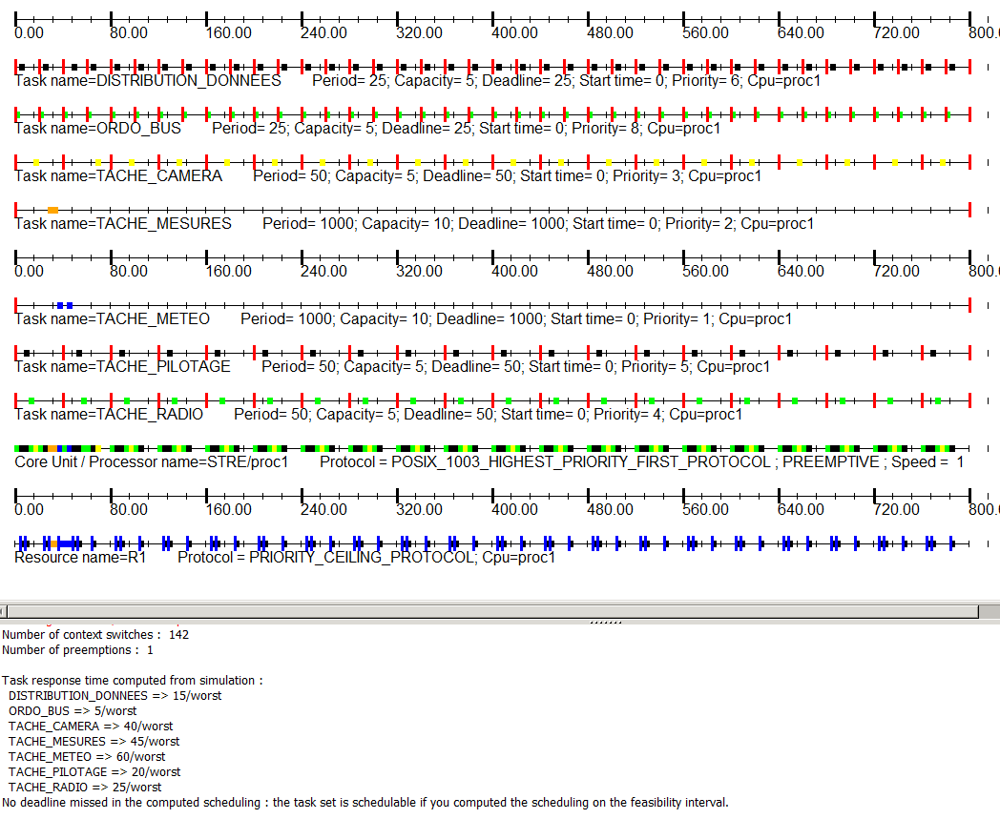 0.00 80.00 160.00 240.00 320.00 400.00 480.00 560.00 640.00 720.00 800.
Task name=DISTRIBUTION_DONNEES Period= 25; Capacity= 5; Deadline= 25; Start time= 0; Priority= 6; Cpu=proc1
Task name=ORDO_BUS Period= 25; Capacity= 5; Deadline= 25; Start time= 0; Priority= 8; Cpu=proc1
Task name=TACHE_CAMERA Period= 50; Capacity= 5; Deadline= 50; Start time= 0; Priority= 3; Cpu=proc1
Task name=TACHE_MESURES Period= 1000; Capacity= 10; Deadline= 1000; Start time= 0; Priority= 2; Cpu=proc1
0.00 80.00 160.00 240.00 320.00 400.00 480.00 560.00 640.00 720.00 800.
Task name=TACHE_METEO Period= 1000; Capacity= 10; Deadline= 1000; Start time= 0; Priority= 1; Cpu=proc1
Task name=TACHE_PILOTAGE Period= 50; Capacity= 5; Deadline= 50; Start time= 0; Priority= 5; Cpu=proc1
Task name=TACHE_RADIO Period= 50; Capacity= 5; Deadline= 50; Start time= 0; Priority= 4; Cpu=proc1
Core Unit / Processor name=STRE/proc1 Protocol = POSIX_1003_HIGHEST_PRIORITY_FIRST_PROTOCOL ; PREEMPTIVE ; Speed = 1
0.00 80.00 160.00 240.00 320.00 400.00 480.00 560.00 640.00 720.00 800.
Resource name=R1 Protocol = PRIORITY_CEILING_PROTOCOL; Cpu=proc1
Number of context switches : 142
Number of preemptions : 1
Task response time computed from simulation :
DISTRIBUTION_DONNEES => 15/worst
ORDO_BUS => 5/worst
TACHE_CAMERA => 40/worst
TACHE_MESURES => 45/worst
TACHE_METEO => 60/worst
TACHE_PILOTAGE => 20/worst
TACHE_RADIO => 25/worst
No deadline missed in the computed scheduling : the task set is schedulable if you computed the scheduling on the feasibility interval.